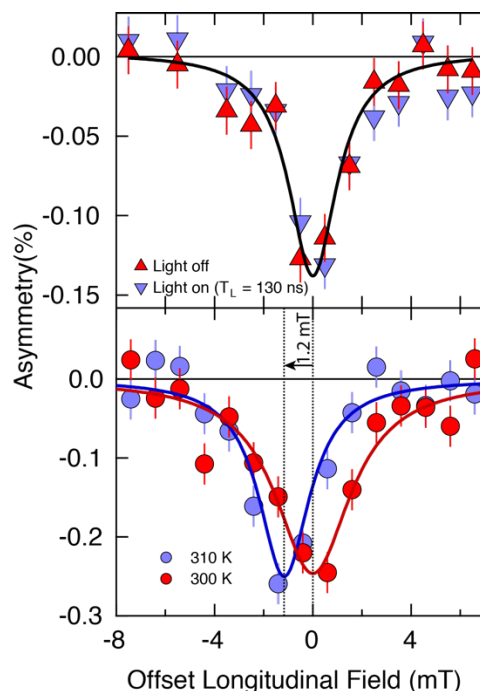 0.00
-0.05
-0.10
-0.15
Asymmetry(%)
Light off
Light on (T_L = 130 ns)
1.2 mT
0.0
-0.1
-0.2
-0.3
310 K
300 K
-8
-4
0
4
Offset Longitudinal Field (mT)